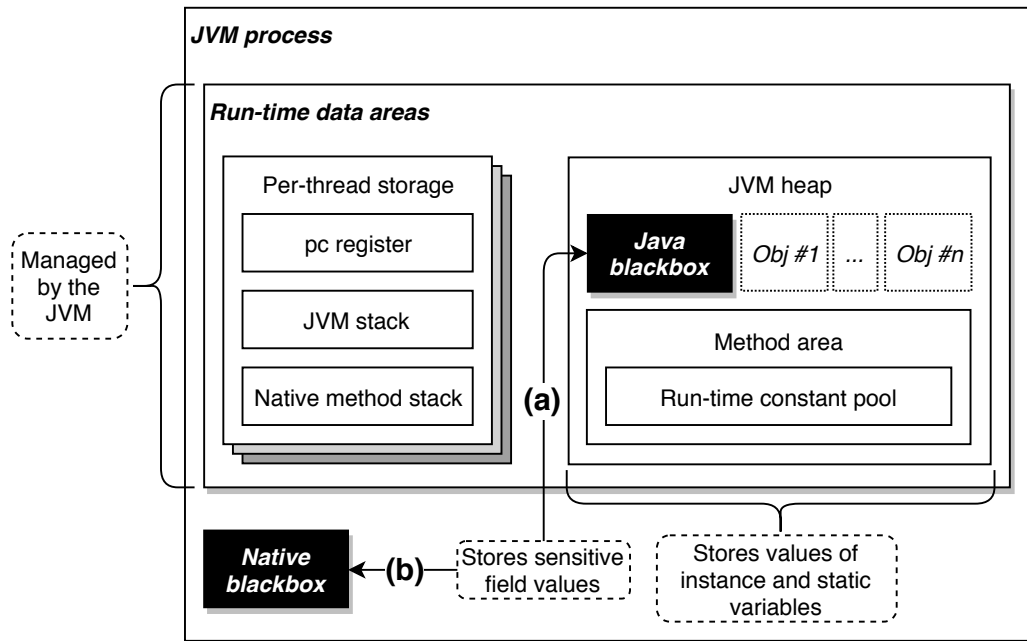 JVM process
Run-time data areas
Per-thread storage
pc register
JVM stack
Native method stack
JVM heap
Java
blackbox
Obj #1
...
Obj #n
Method area
Run-time constant pool
Managed
by the
JVM
(a)
Native
blackbox
(b)
Stores sensitive
field values
Stores values of
instance and static
variables